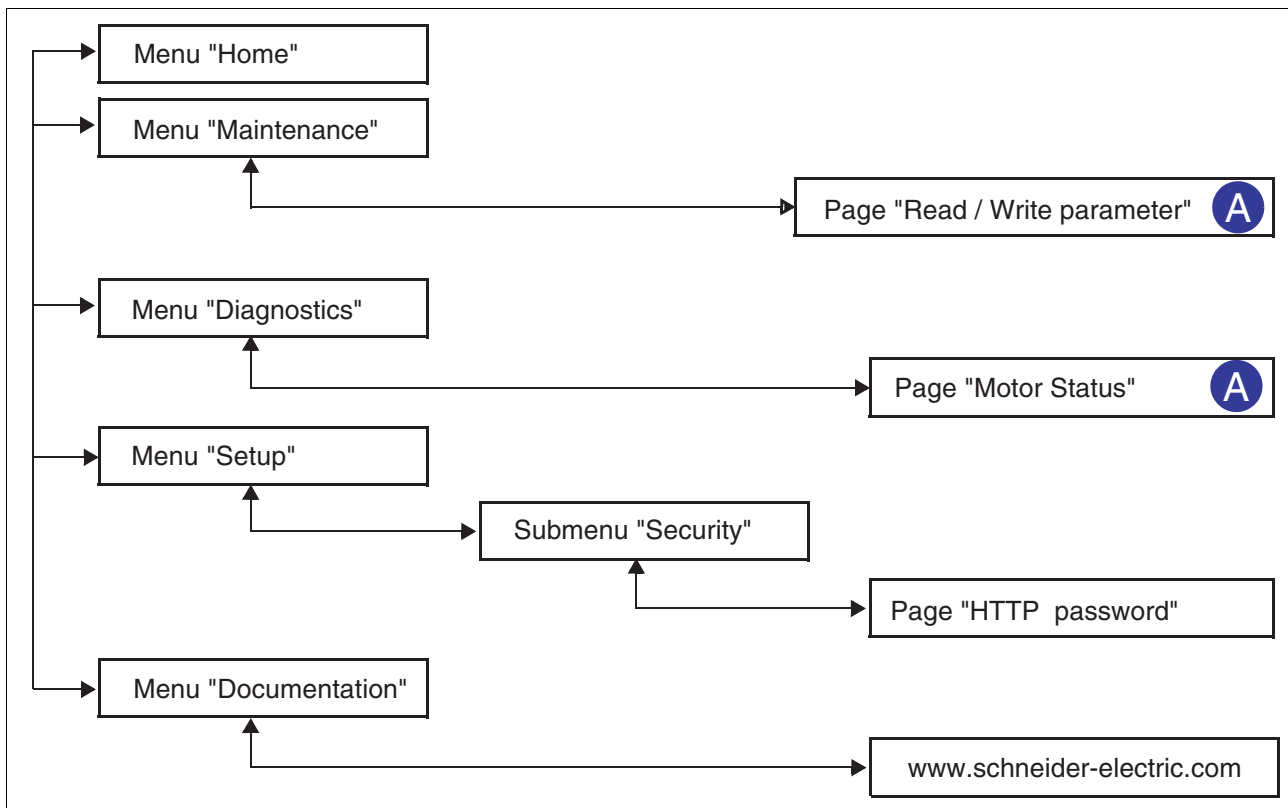 Menu "Home"
Menu "Maintenance"
Page "Read / Write parameter" A
Menu "Diagnostics"
Page "Motor Status" A
Menu "Setup"
Submenu "Security"
Page "HTTP password"
Menu "Documentation"
www.schneider-electric.com